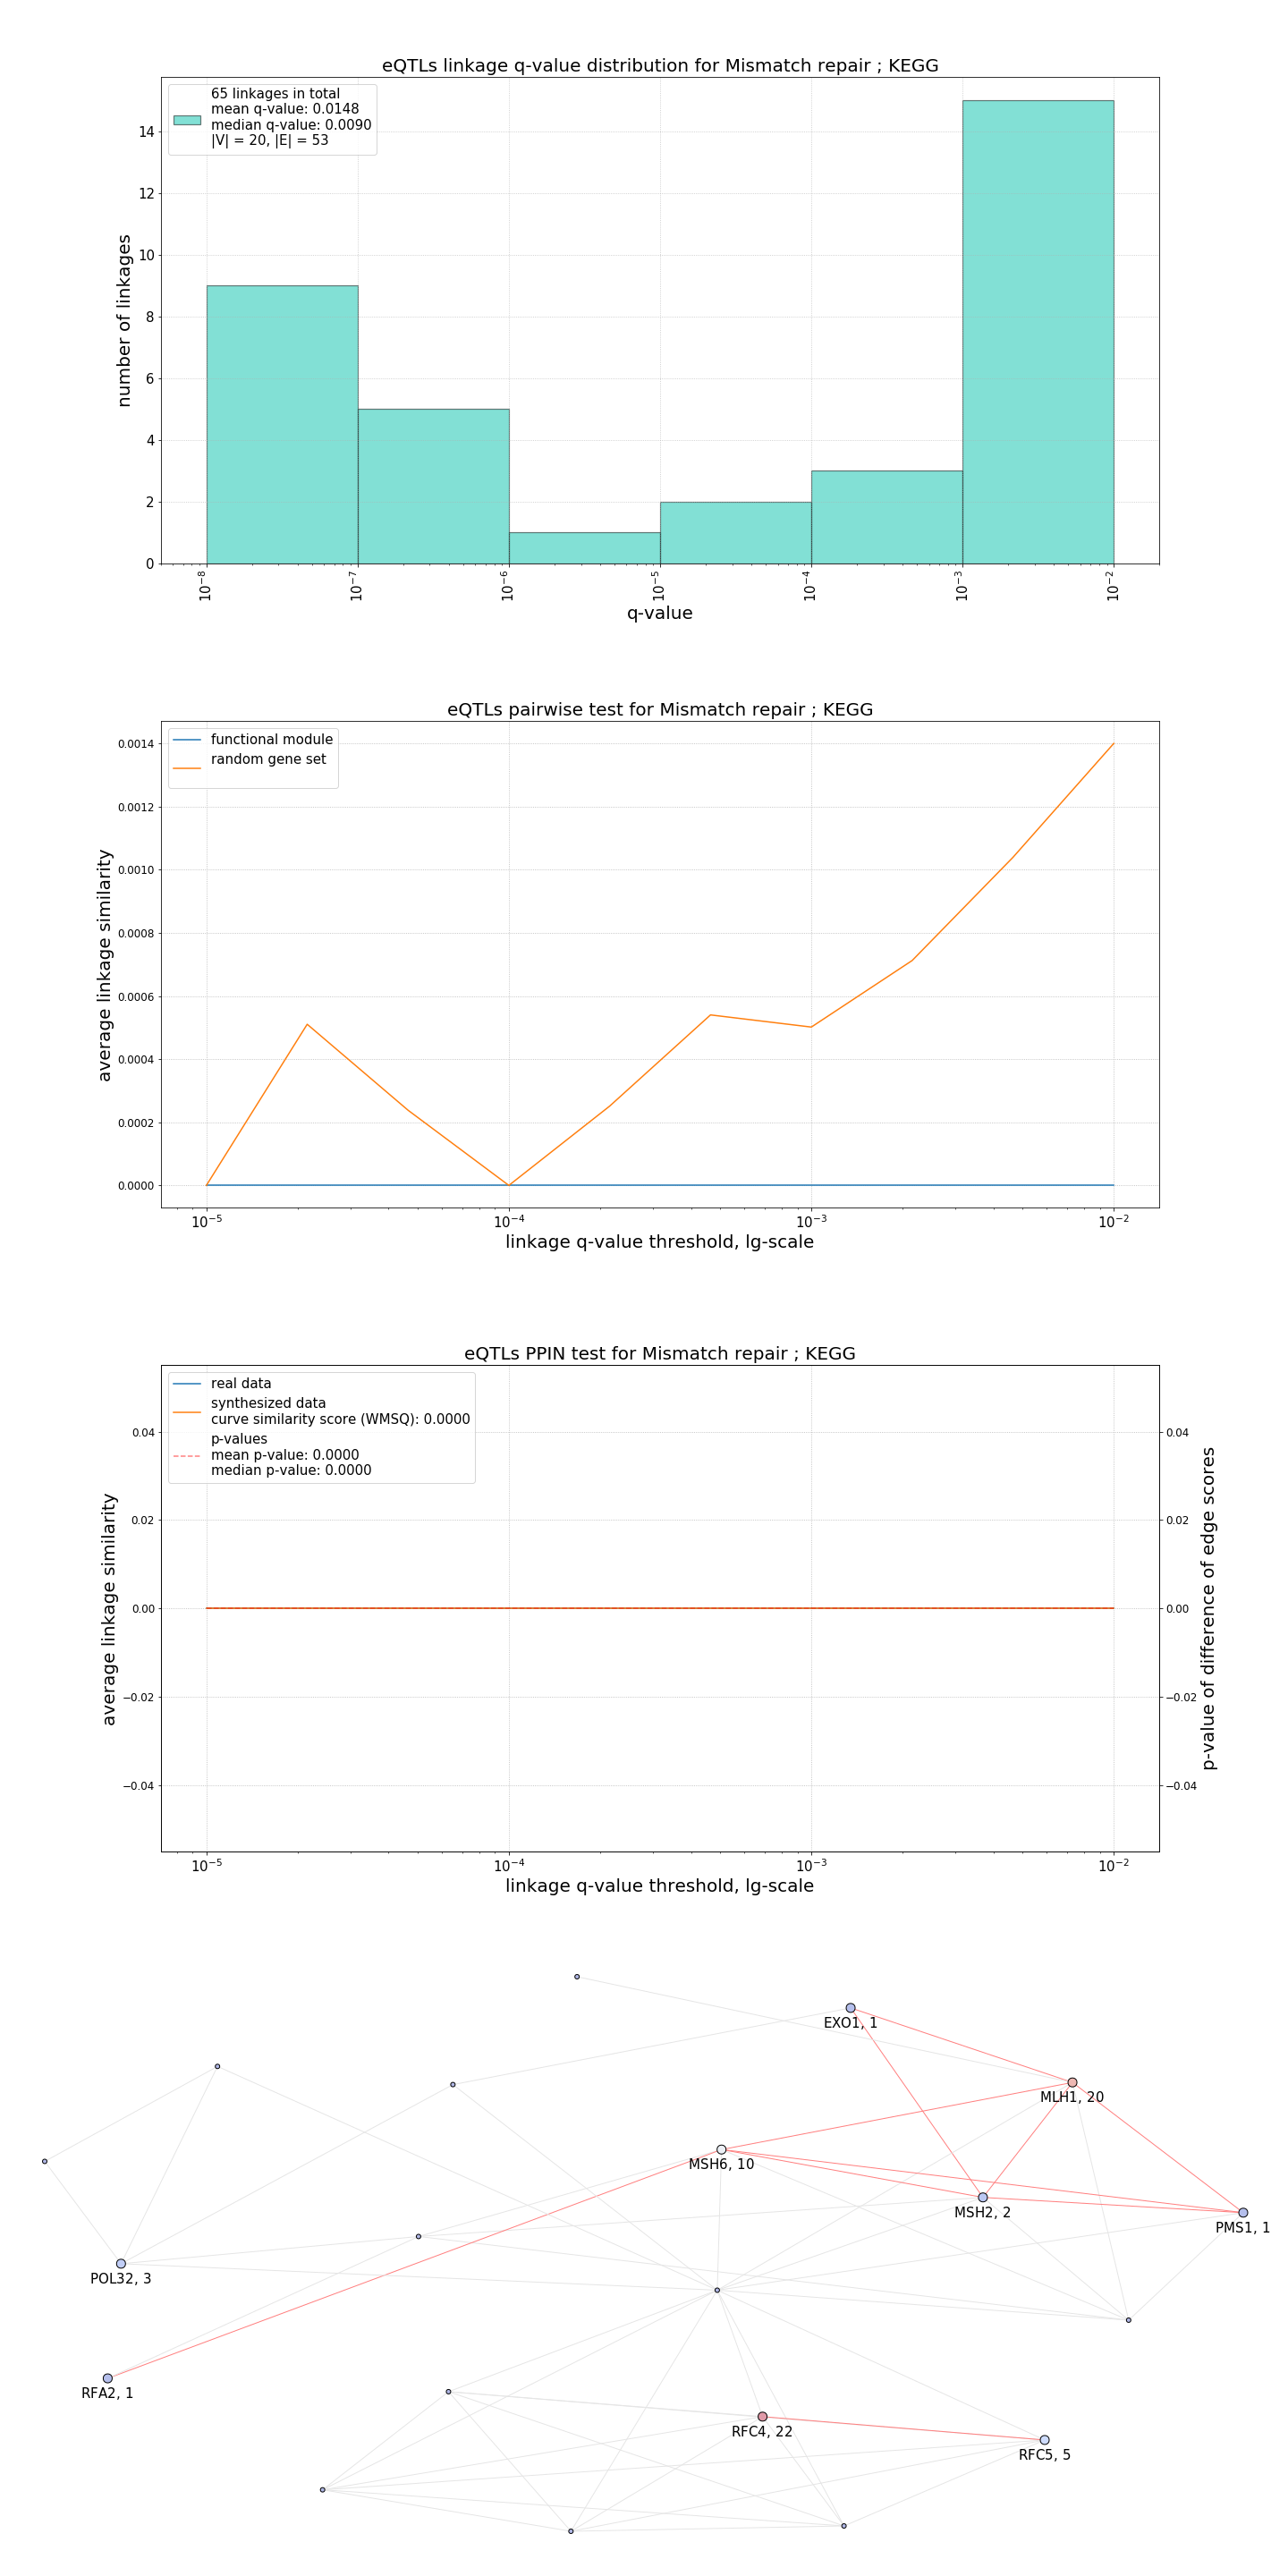 eQTLs linkage q-value distribution for Mismatch repair ; KEGG
65 linkages in total
mean q-value: 0.0148
median q-value: 0.0090
|V| = 20, |E| = 53
number of linkages
14
12
10
8
6
4
2
0
10⁻⁸
10⁻⁷
10⁻⁶
10⁻⁵
10⁻⁴
10⁻³
10⁻²
q-value
eQTLs pairwise test for Mismatch repair ; KEGG
functional module
random gene set
average linkage similarity
0.0014
0.0012
0.0010
0.0008
0.0006
0.0004
0.0002
0.0000
10⁻⁵
10⁻⁴
10⁻³
10⁻²
linkage q-value threshold, lg-scale
eQTLs PPIN test for Mismatch repair ; KEGG
real data
synthesized data
curve similarity score (WMSQ): 0.0000
p-values
mean p-value: 0.0000
median p-value: 0.0000
average linkage similarity
0.04
0.02
0.00
−0.02
−0.04
0.04
0.02
0.00
−0.02
−0.04
p-value of difference of edge scores
10⁻⁵
10⁻⁴
10⁻³
10⁻²
linkage q-value threshold, lg-scale
EXO1, 1
MLH1, 20
MSH6, 10
MSH2, 2
PMS1, 1
POL32, 3
RFA2, 1
RFC4, 22
RFC5, 5